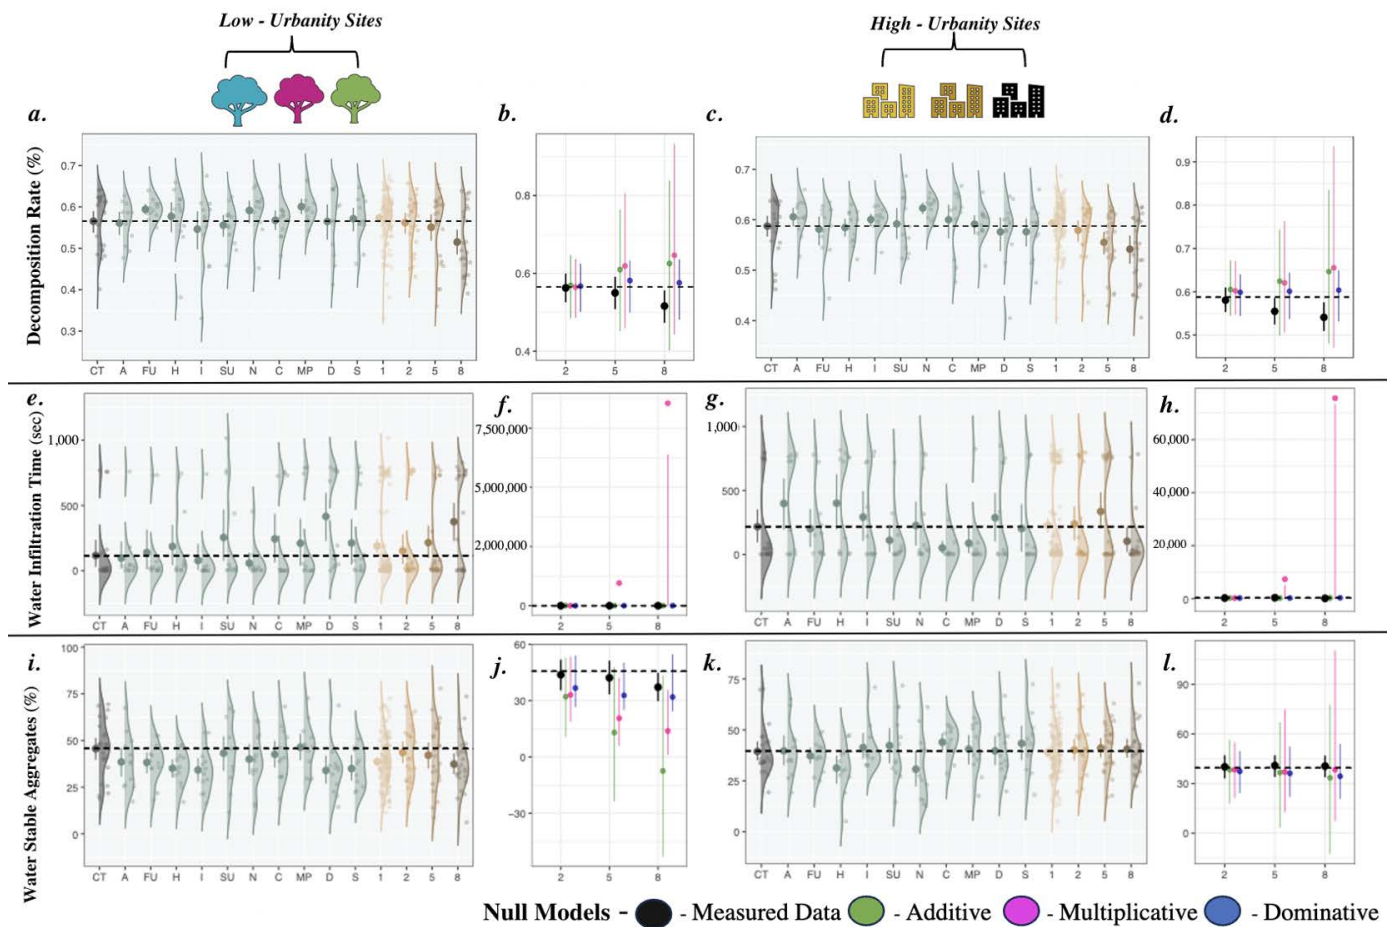 Low - Urbanity Sites
High - Urbanity Sites
a.
b.
c.
d.
Decomposition Rate (%)
0.7
0.6
0.5
0.4
0.3
CT A FU H I SU N C MP D S 1 2 5 8
0.8
0.6
0.4
2 5 8
0.7
0.6
0.5
0.4
CT A FU H I SU N C MP D S 1 2 5 8
0.9
0.8
0.7
0.6
0.5
2 5 8
e.
f.
g.
h.
Water Infiltration Time (sec)
1,000
500
0
CT A FU H I SU N C MP D S 1 2 5 8
7,500,000
5,000,000
2,000,000
0
2 5 8
1,000
500
0
CT A FU H I SU N C MP D S 1 2 5 8
60,000
40,000
20,000
0
2 5 8
i.
j.
k.
l.
Water Stable Aggregates (%)
100
75
50
25
0
CT A FU H I SU N C MP D S 1 2 5 8
60
30
0
−30
2 5 8
75
50
25
0
CT A FU H I SU N C MP D S 1 2 5 8
90
60
30
0
2 5 8
Null Models - - Measured Data - Additive - Multiplicative - Dominative